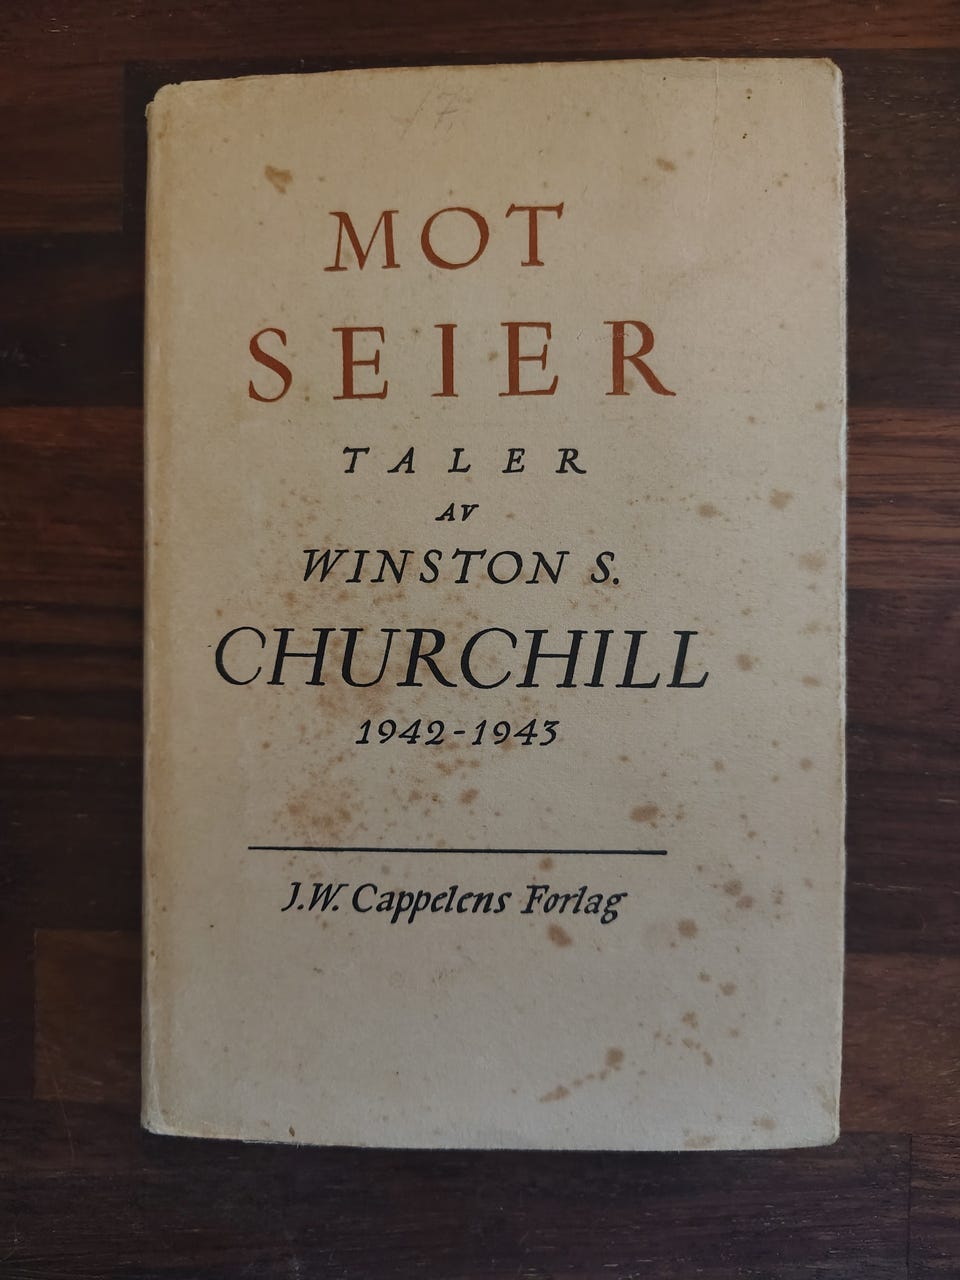 MOT
SEIER
TALER
AV
WINSTON S.
CHURCHILL
1942-1943
J.W. Cappelens Forlag